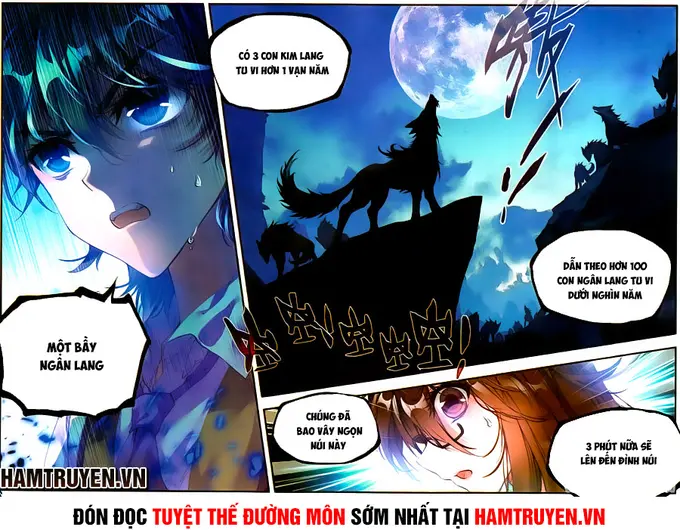 MỘT BẦY
NGÂN LANG
CÓ 3 CON KIM LANG
TU VI HƠN 1 VẠN NĂM
DẪN THEO HƠN 100
CON NGÂN LANG TU VI
DƯỚI NGHÌN NĂM
CHÚNG ĐÃ
BAO VÂY NGỌN
NÚI NÀY
3 PHÚT NỮA SẼ
LÊN ĐẾN ĐỈNH NÚI
HAMTRUYEN.VN
ĐÓN ĐỌC TUYỆT THẾ ĐƯỜNG MÔN SỚM NHẤT TẠI HAMTRUYEN.VN